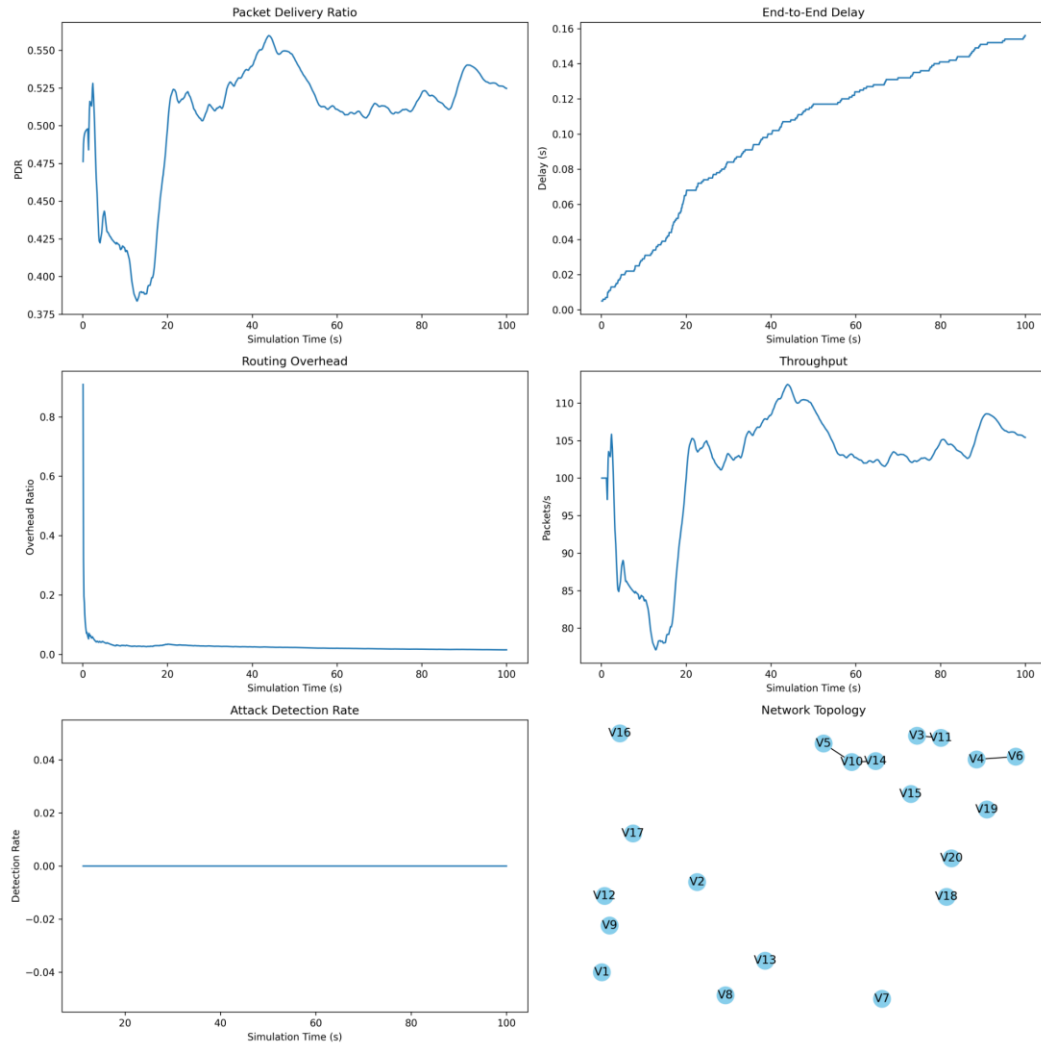 Packet Delivery Ratio
PDR
0.550
0.525
0.500
0.475
0.450
0.425
0.400
0.375
0 20 40 60 80 100
Simulation Time (s)
End-to-End Delay
Delay (s)
0.16
0.14
0.12
0.10
0.08
0.06
0.04
0.02
0.00
0 20 40 60 80 100
Simulation Time (s)
Routing Overhead
Overhead Ratio
0.8
0.6
0.4
0.2
0.0
0 20 40 60 80 100
Simulation Time (s)
Throughput
Packets/s
110
105
100
95
90
85
80
0 20 40 60 80 100
Simulation Time (s)
Attack Detection Rate
Detection Rate
0.04
0.02
0.00
−0.02
−0.04
20 40 60 80 100
Simulation Time (s)
Network Topology
V16
V5
V3
V11
V10
V14
V4
V6
V15
V19
V17
V20
V2
V12
V18
V9
V13
V1
V8
V7